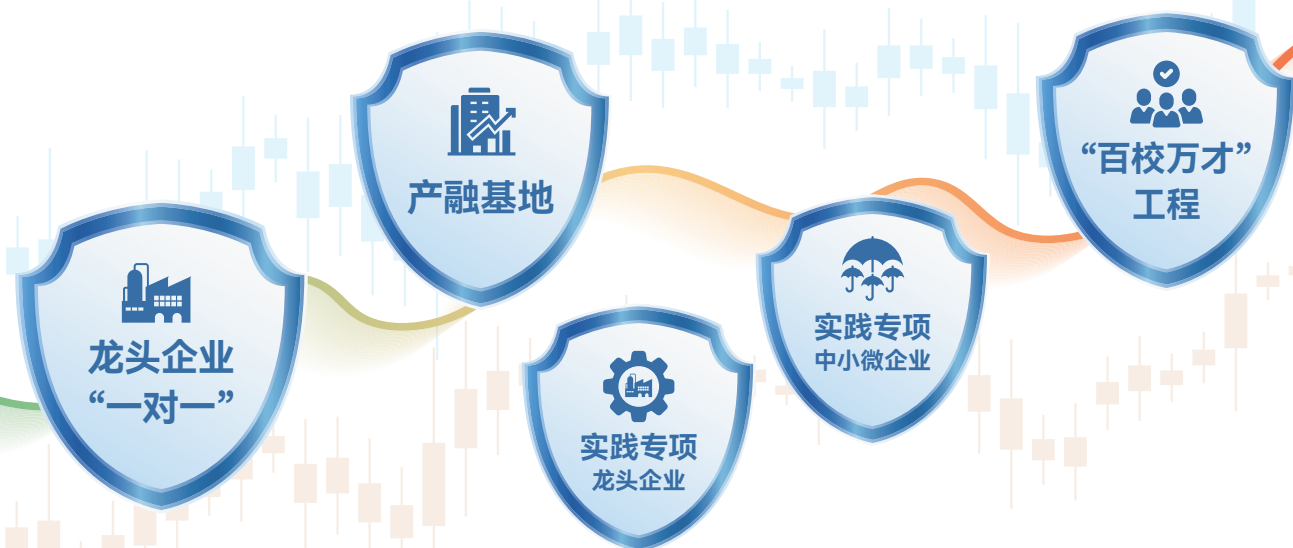 龙头企业
“一对一”
产融基地
实践专项
龙头企业
实践专项
中小微企业
“百校万才”
工程